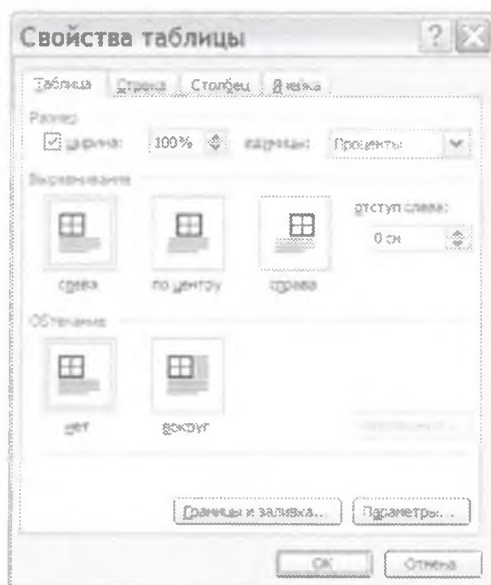 Свойства таблицы
Таблица Строка Столбец Ячейка
Размер
ширина: 100% единицы: Проценты
Выравнивание
отступ слева:
0 см
слева по центру справа
Обтекание
нет вокруг
Границы и заливка... Параметры...
ОК Отмена